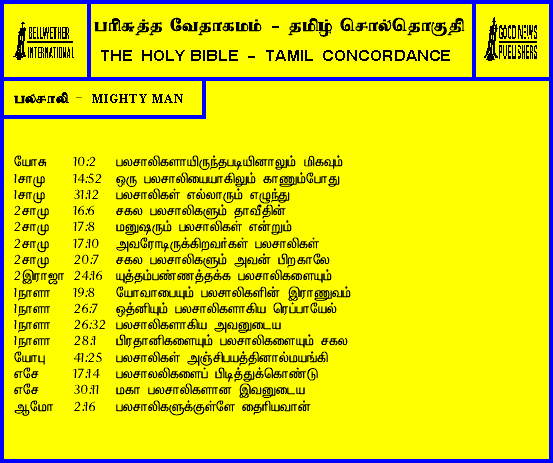 BELLWETHER
INTERNATIONAL
பரிசுத்த வேதாகமம் - தமிழ் சொல்தொகுதி
THE HOLY BIBLE - TAMIL CONCORDANCE
GOOD NEWS
PUBLISHERS
பலசாலி - MIGHTY MAN
யோசு 10:2 பலசாலிகளாயிருந்தபடியினாலும் மிகவும்
1சாமு 14:52 ஒரு பலசாலியையாகிலும் காணும்போது
1சாமு 31:12 பலசாலிகள் எல்லாரும் எழுந்து
2சாமு 16:6 சகல பலசாலிகளும் தாவீதின்
2சாமு 17:8 மனுஷரும் பலசாலிகள் என்றும்
2சாமு 17:10 அவரோடிருக்கிறவர்கள் பலசாலிகள்
2சாமு 20:7 சகல பலசாலிகளும் அவன் பிறகாலே
2இராஜா 24:16 யுத்தம்பண்ணத்தக்க பலசாலிகளையும்
1நாளா 19:8 யோவாபையும் பலசாலிகளின் இராணுவம்
1நாளா 26:7 ஒத்னியும் பலசாலிகளாகிய ரெப்பாயேல்
1நாளா 26:32 பலசாலிகளாகிய அவனுடைய
1நாளா 28:1 பிரதானிகளையும் பலசாலிகளையும் சகல
யோபு 41:25 பலசாலிகள் அஞ்சிபயத்தினால்மயங்கி
எசே 17:14 பலசாலலிகளைப் பிடித்துக்கொண்டு
எசே 30:11 மகா பலசாலிகளான இவனுடைய
ஆமோ 2:16 பலசாலிகளுக்குள்ளே தைரியவான்